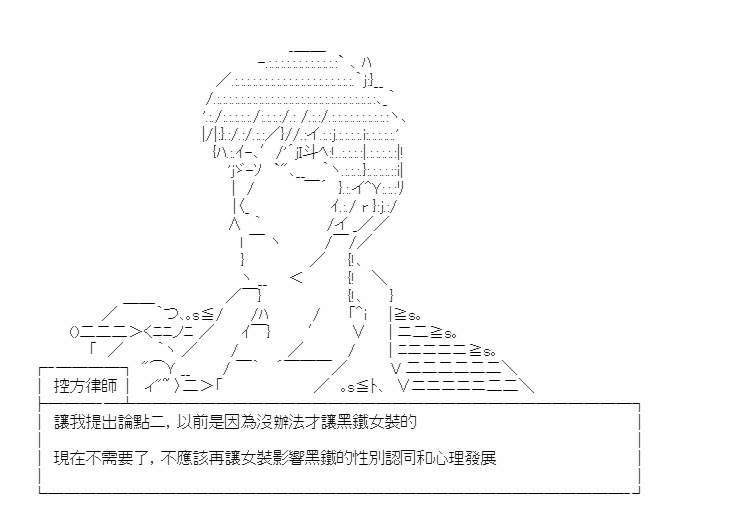 控方律師
讓我提出論點二，以前是因為沒辦法才讓黑鐵女裝的
現在不需要了，不應該再讓女裝影響黑鐵的性別認同和心理發展